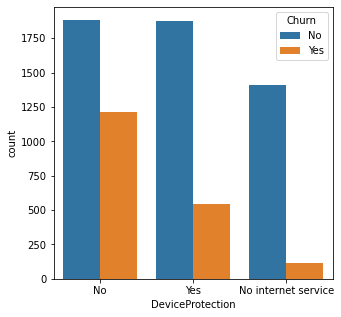 Churn
No
Yes
1750
1500
1250
1000
750
500
250
0
count
No Yes No internet service
DeviceProtection